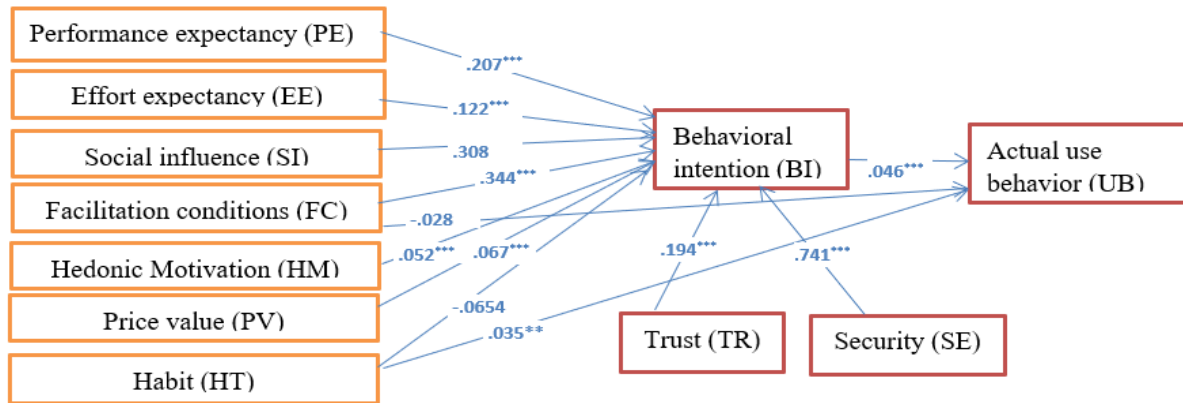 Performance expectancy (PE)
.207***
Effort expectancy (EE)
.122***
Social influence (SI)
.308
Facilitation conditions (FC)
.344***
-.028
Hedonic Motivation (HM)
.052***
.067***
Price value (PV)
-.0654
.035**
Habit (HT)
Behavioral
intention (BI)
.046***
Actual use
behavior (UB)
.194***
.741***
Trust (TR)
Security (SE)